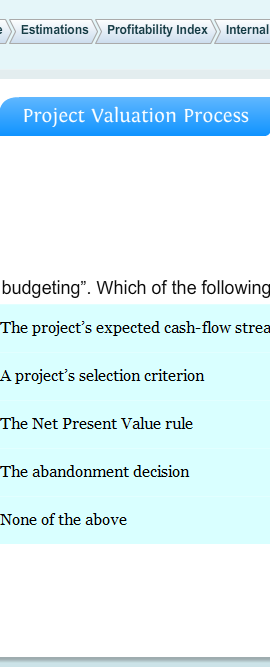 Estimations Profitability Index Internal
Project Valuation Process
budgeting”. Which of the following
The project’s expected cash-flow
A project’s selection criterion
The Net Present Value rule
The abandonment decision
None of the above